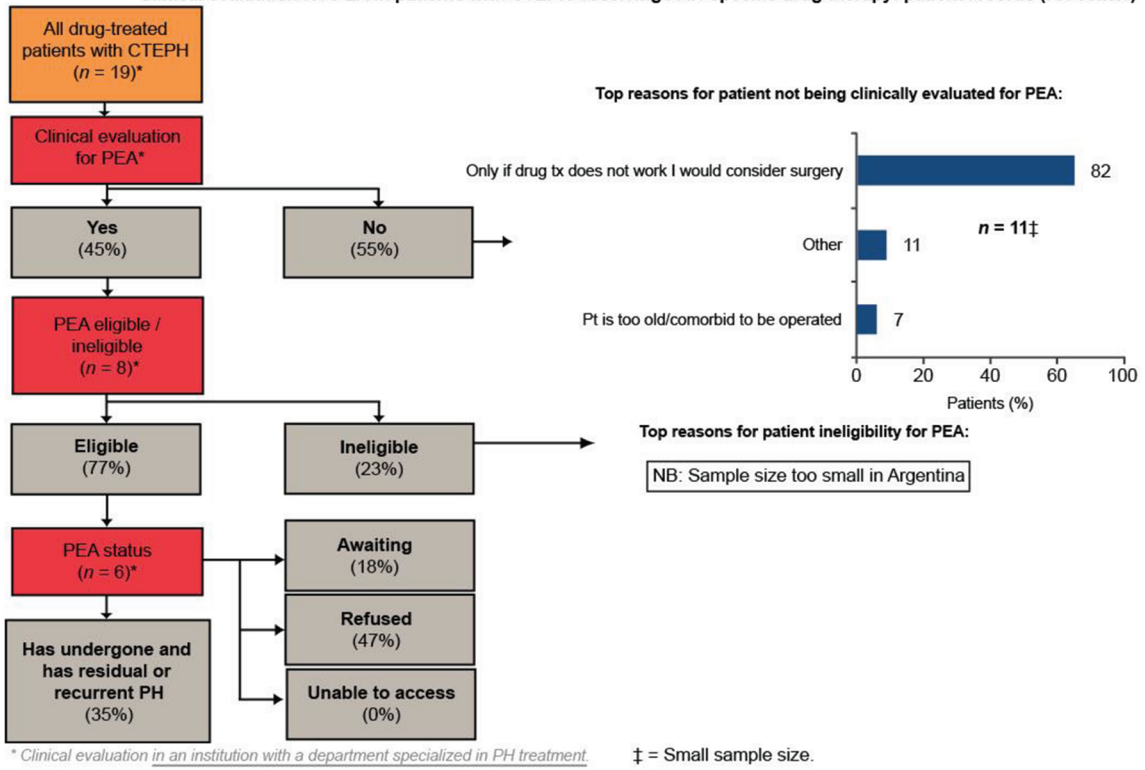 All drug-treated
patients with CTEPH
(n = 19)*
Clinical evaluation
for PEA*
Yes
(45%)
No
(55%)
PEA eligible /
ineligible
(n = 8)*
Eligible
(77%)
Ineligible
(23%)
PEA status
(n = 6)*
Awaiting
(18%)
Refused
(47%)
Unable to access
(0%)
Has undergone and
has residual or
recurrent PH
(35%)
Top reasons for patient not being clinically evaluated for PEA:
Only if drug tx does not work I would consider surgery
82
Other
11
n = 11‡
Pt is too old/comorbid to be operated
7
0 20 40 60 80 100
Patients (%)
Top reasons for patient ineligibility for PEA:
NB: Sample size too small in Argentina
* Clinical evaluation in an institution with a department specialized in PH treatment.
‡ = Small sample size.